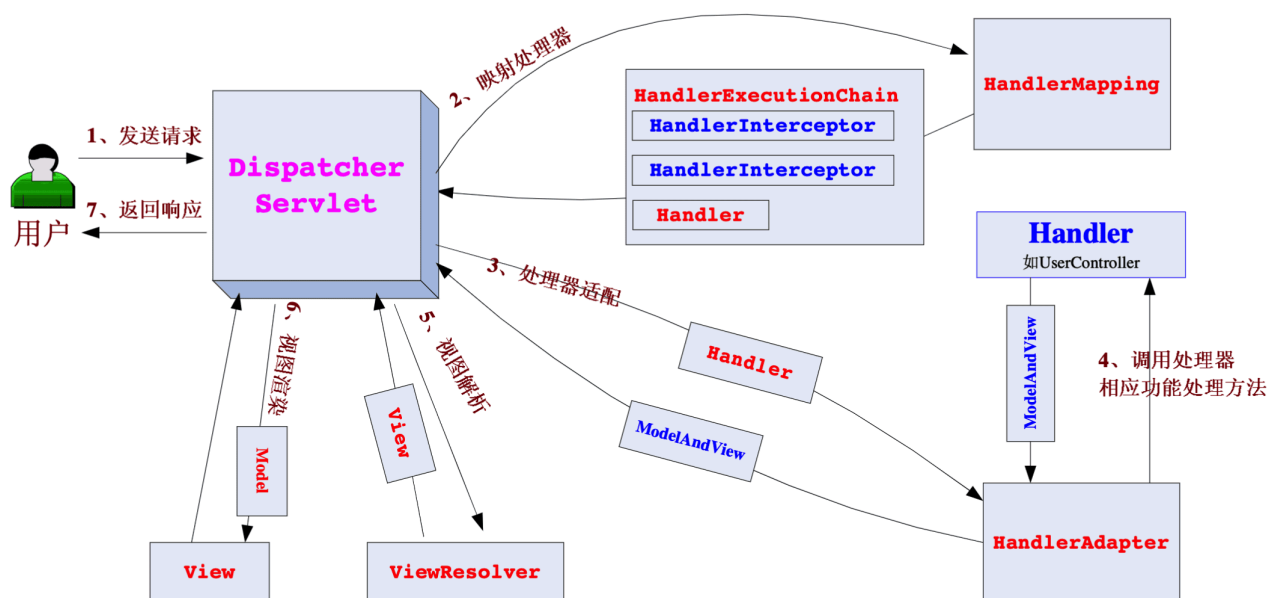 1、发送请求
用户
7、返回响应
Dispatcher
Servlet
2、映射处理器
HandlerMapping
HandlerExecutionChain
HandlerInterceptor
HandlerInterceptor
Handler
3、处理器适配
Handler
ModelAndView
Handler
如UserController
ModelAndView
4、调用处理器
相应功能处理方法
HandlerAdapter
5、视图解析
View
ViewResolver
6、视图渲染
Model
View